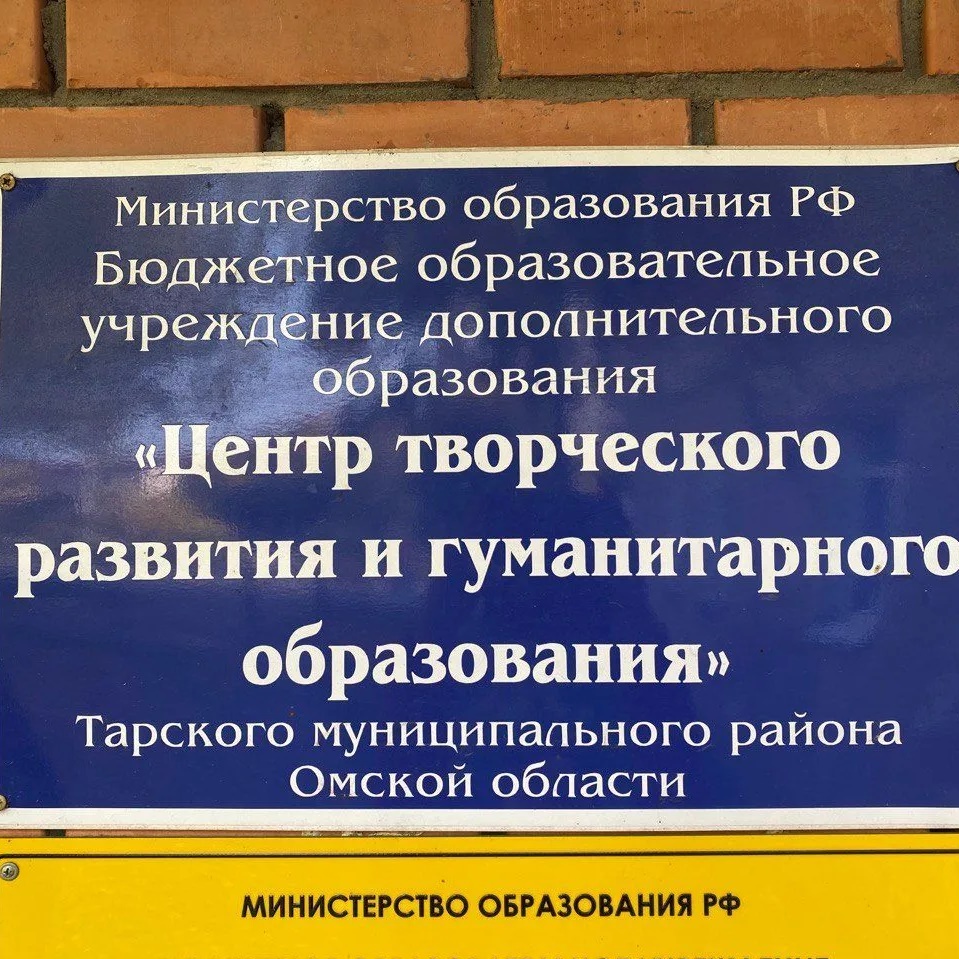 Министерство образования РФ
Бюджетное образовательное
учреждение дополнительного
образования
«Центр творческого
развития и гуманитарного
образования»
Тарского муниципального района
Омской области
МИНИСТЕРСТВО ОБРАЗОВАНИЯ РФ